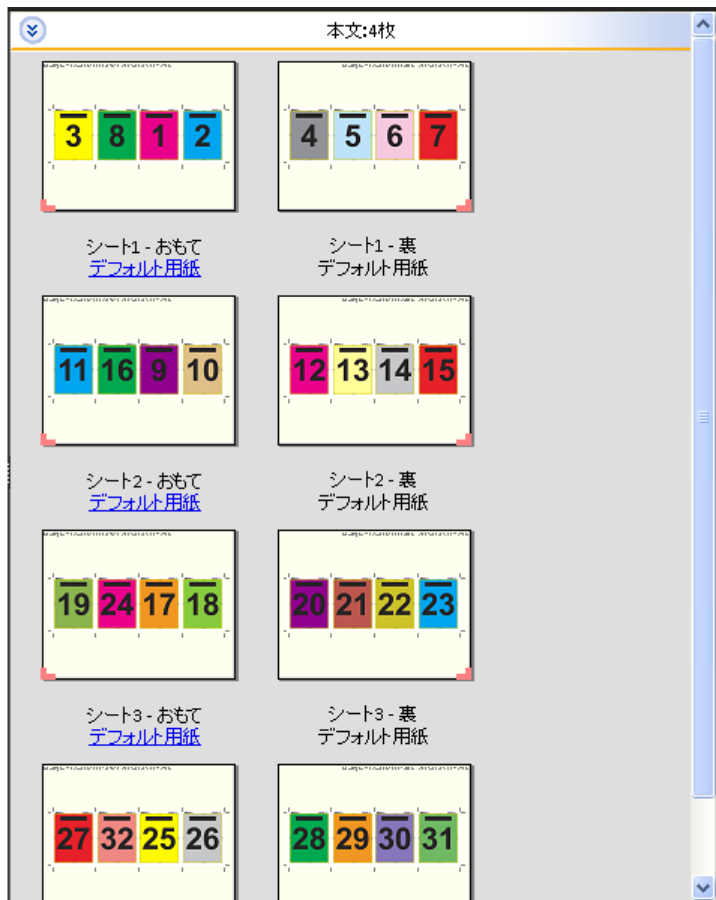 本文:4枚
3 8 1 2
4 5 6 7
シート1 - おもて
デフォルト用紙
シート1 - 裏
デフォルト用紙
11 16 9 10
12 13 14 15
シート2 - おもて
デフォルト用紙
シート2 - 裏
デフォルト用紙
19 24 17 18
20 21 22 23
シート3 - おもて
デフォルト用紙
シート3 - 裏
デフォルト用紙
27 32 25 26
28 29 30 31